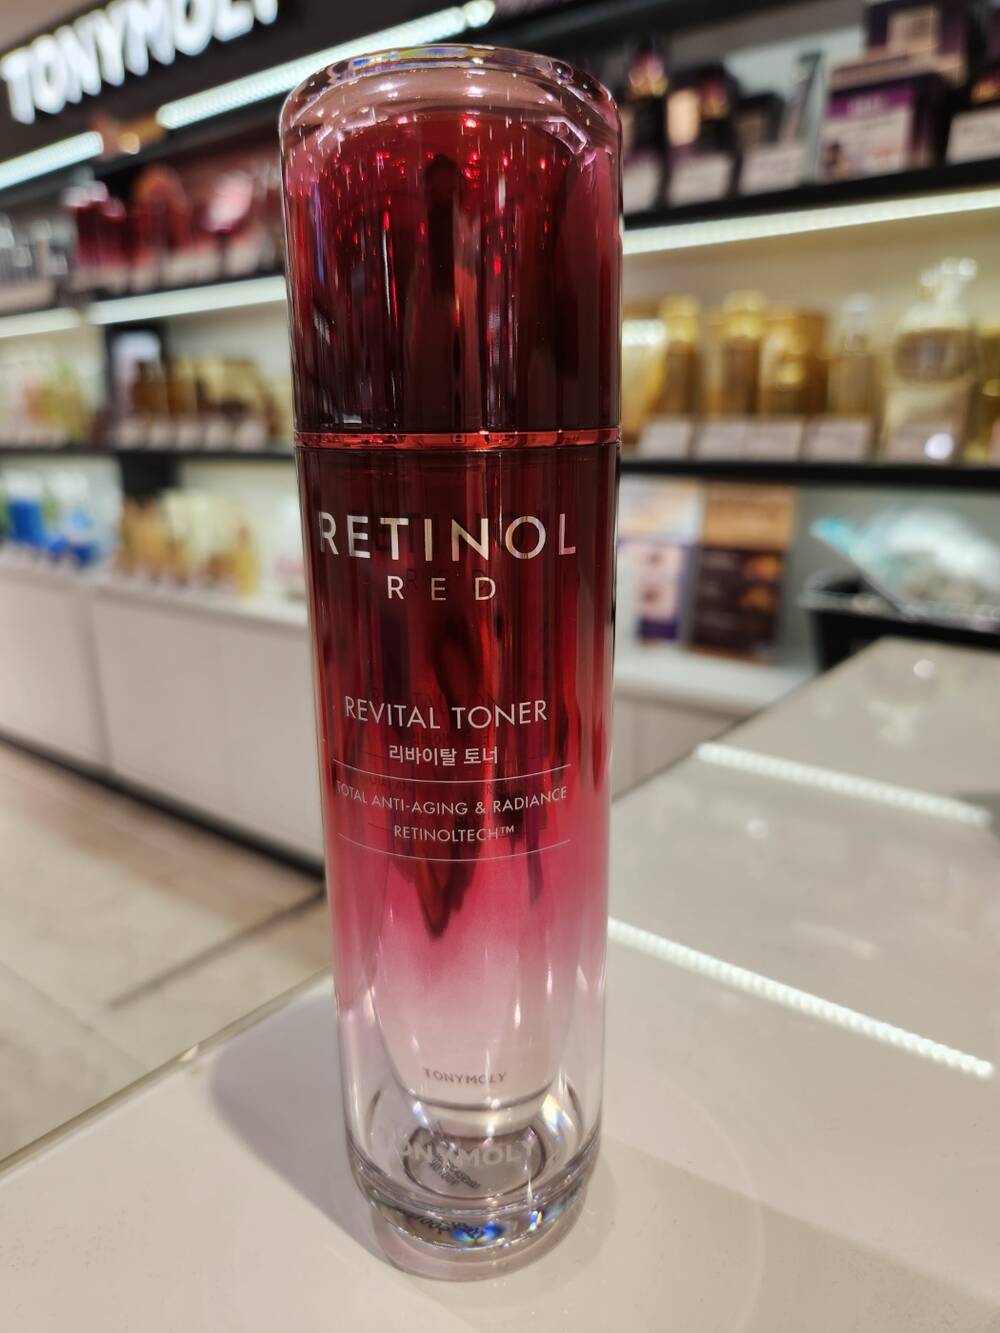 TONYMOLY
RETINOL
RED
REVITAL TONER
리바이탈 토너
TOTAL ANTI-AGING & RADIANCE
RETINOLTECH™
TONYMOLY
TONYMOLY